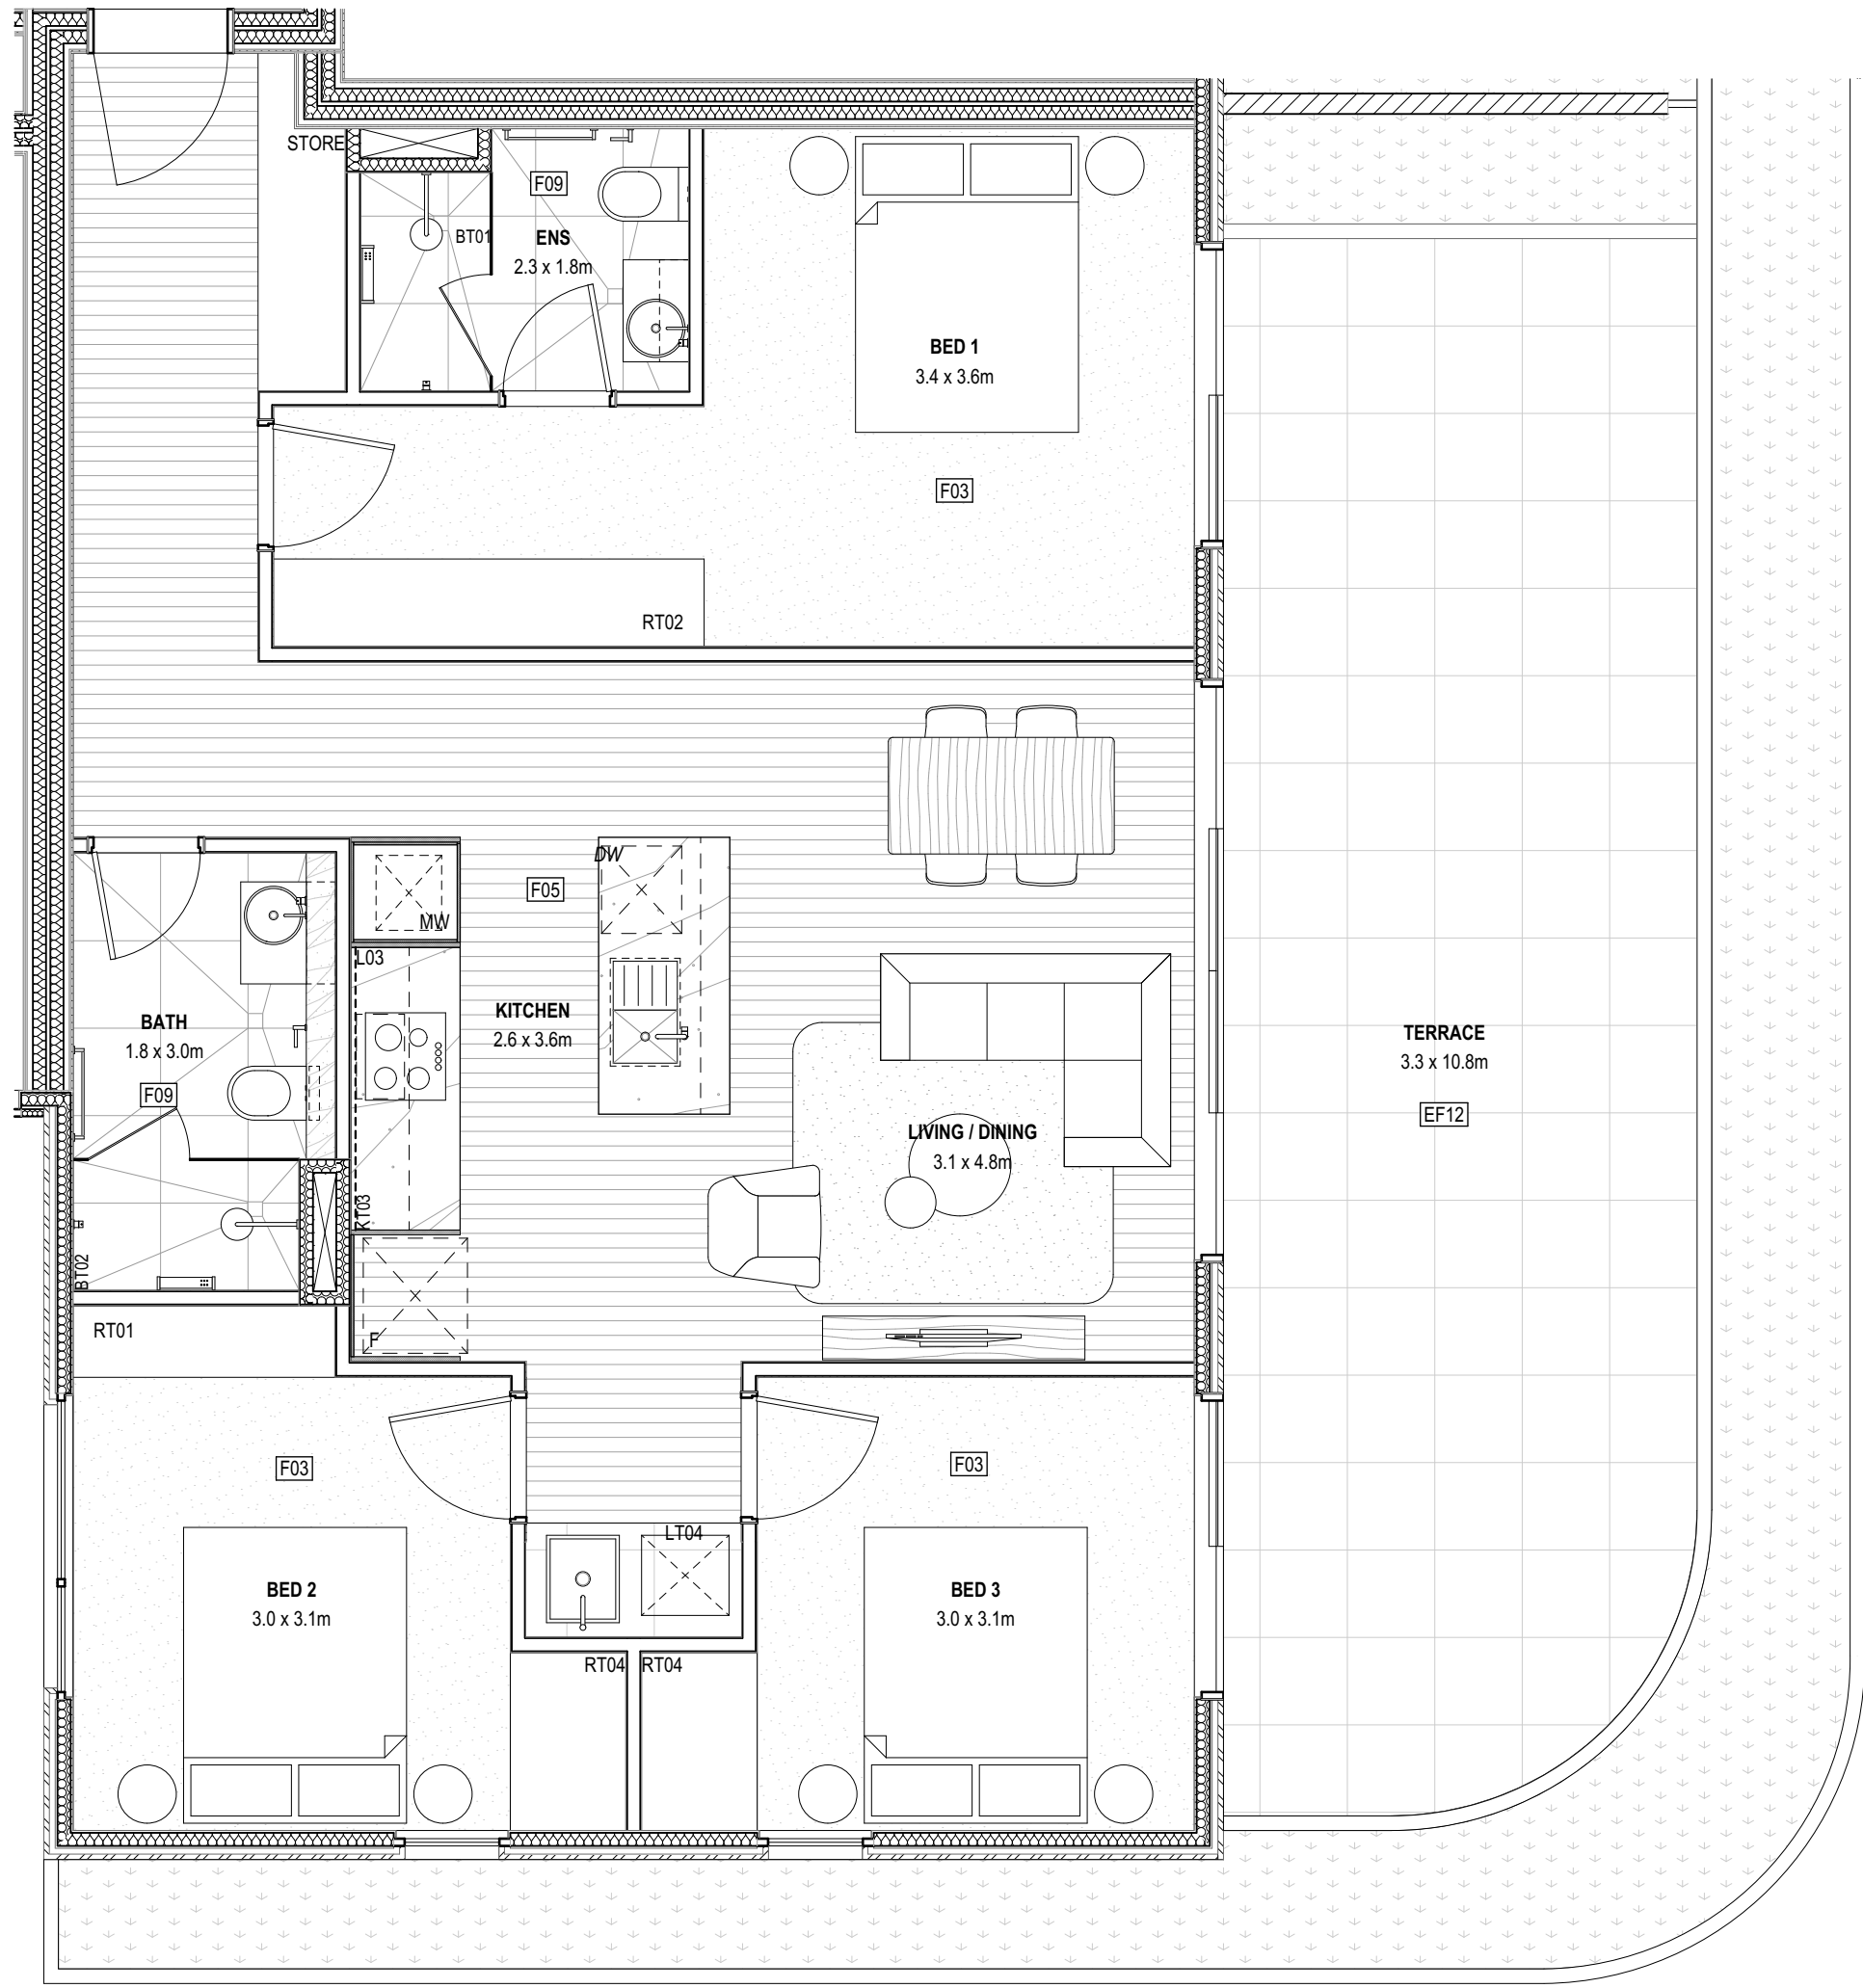 STORE
F09
BT01
ENS
2.3 x 1.8m
BED 1
3.4 x 3.6m
F03
RT02
DW
F05
MW
L03
KITCHEN
2.6 x 3.6m
BATH
1.8 x 3.0m
F09
TERRACE
3.3 x 10.8m
EF12
LIVING / DINING
3.1 x 4.8m
RT03
BT02
RT01
F
F03
F03
LT04
BED 2
3.0 x 3.1m
BED 3
3.0 x 3.1m
RT04
RT04